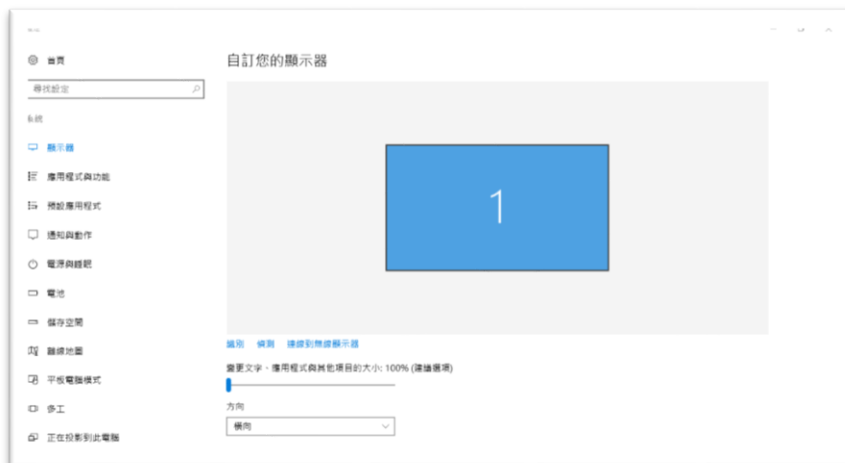 首頁
自訂您的顯示器
尋找設定
系統
顯示器
1
應用程式與功能
預設應用程式
通知與動作
電源與睡眠
電池
儲存空間
離線地圖
平板電腦模式
多工
正在投影到此電腦
識別 偵測 連線到無線顯示器
變更文字、應用程式與其他項目的大小: 100% (建議選項)
方向
橫向